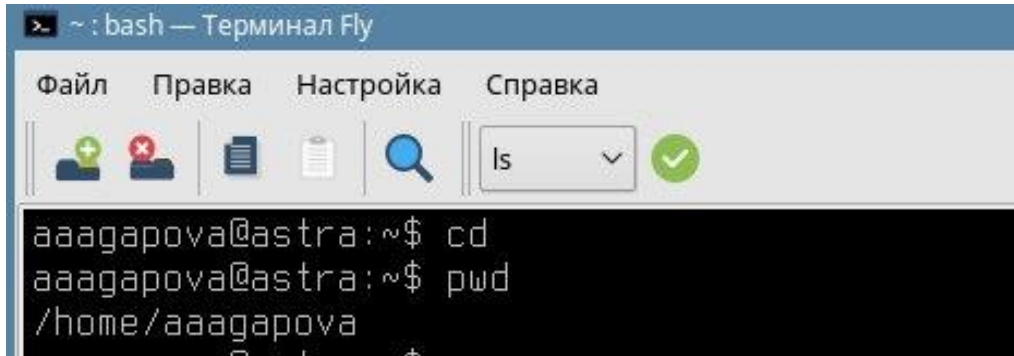 ~ : bash — Терминал Fly
Файл Правка Настройка Справка
ls
aaagapova@astra:~$ cd
aaagapova@astra:~$ pwd
/home/aaagapova